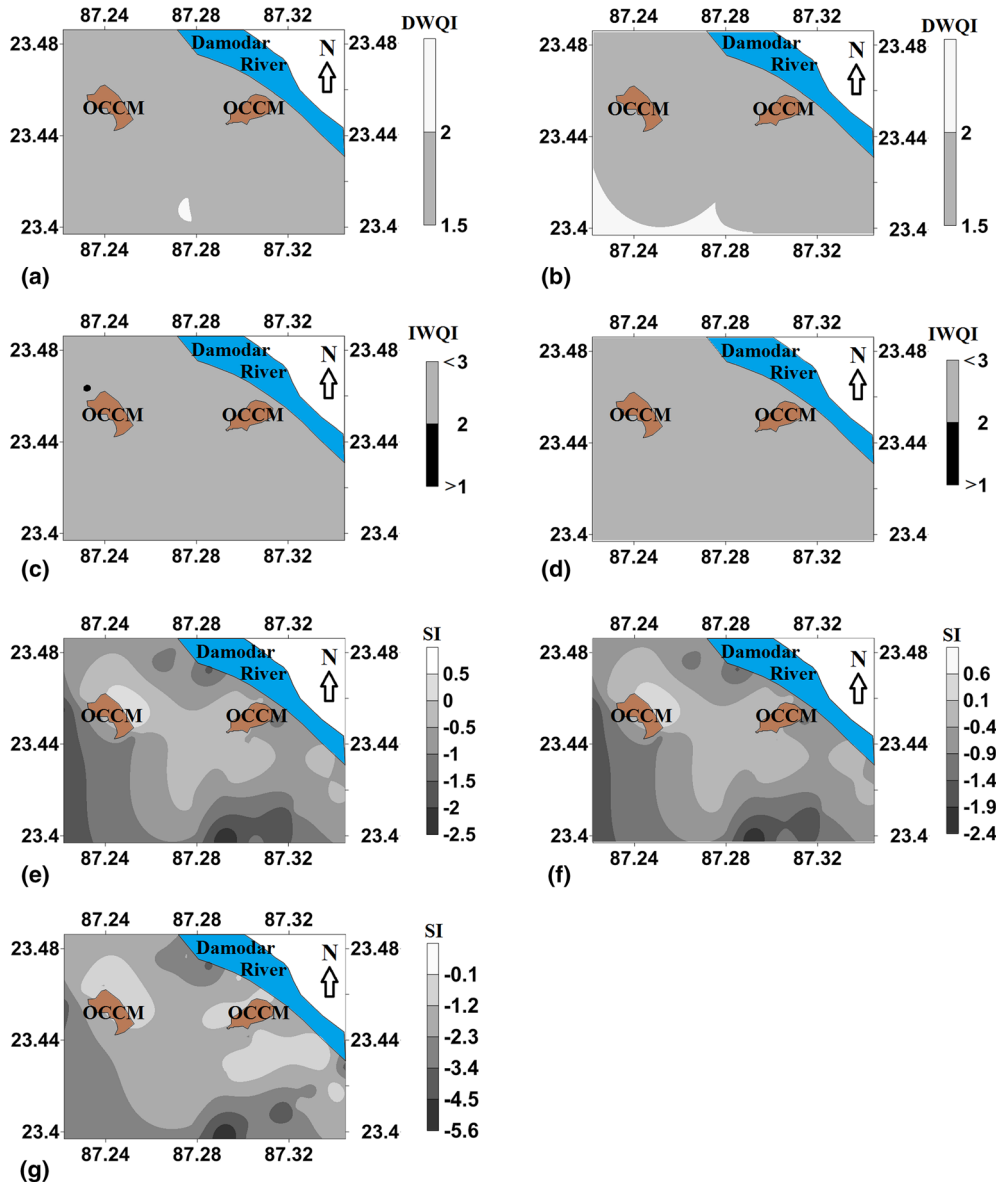 87.24 87.28 87.32 DWQI
23.48 Damodar N
River
OCCM OCCM 2
23.44 23.44
23.4 23.4 1.5
87.24 87.28 87.32
(a)
87.24 87.28 87.32 DWQI
23.48 Damodar N
River
OCCM OCCM 2
23.44 23.44
23.4 23.4 1.5
87.24 87.28 87.32
(b)
87.24 87.28 87.32 IWQI
23.48 Damodar N <3
River
OCCM OCCM 2
23.44 23.44
>1
23.4 23.4
87.24 87.28 87.32
(c)
87.24 87.28 87.32 IWQI
23.48 Damodar N <3
River
OCCM OCCM 2
23.44 23.44
>1
23.4 23.4
87.24 87.28 87.32
(d)
87.24 87.28 87.32 SI
23.48 Damodar 23.48 N
River 0.5
0
OCCM OCCM -0.5
23.44 23.44 -1
-1.5
-2
23.4 23.4 -2.5
87.24 87.28 87.32
(e)
87.24 87.28 87.32 SI
23.48 Damodar 23.48 N
River 0.6
0.1
OCCM OCCM -0.4
23.44 23.44 -0.9
-1.4
-1.9
23.4 23.4 -2.4
87.24 87.28 87.32
(f)
87.24 87.28 87.32 SI
23.48 Damodar N 23.48
River -0.1
-1.2
OCCM OCCM -2.3
23.44 23.44 -3.4
-4.5
23.4 23.4 -5.6
87.24 87.28 87.32
(g)